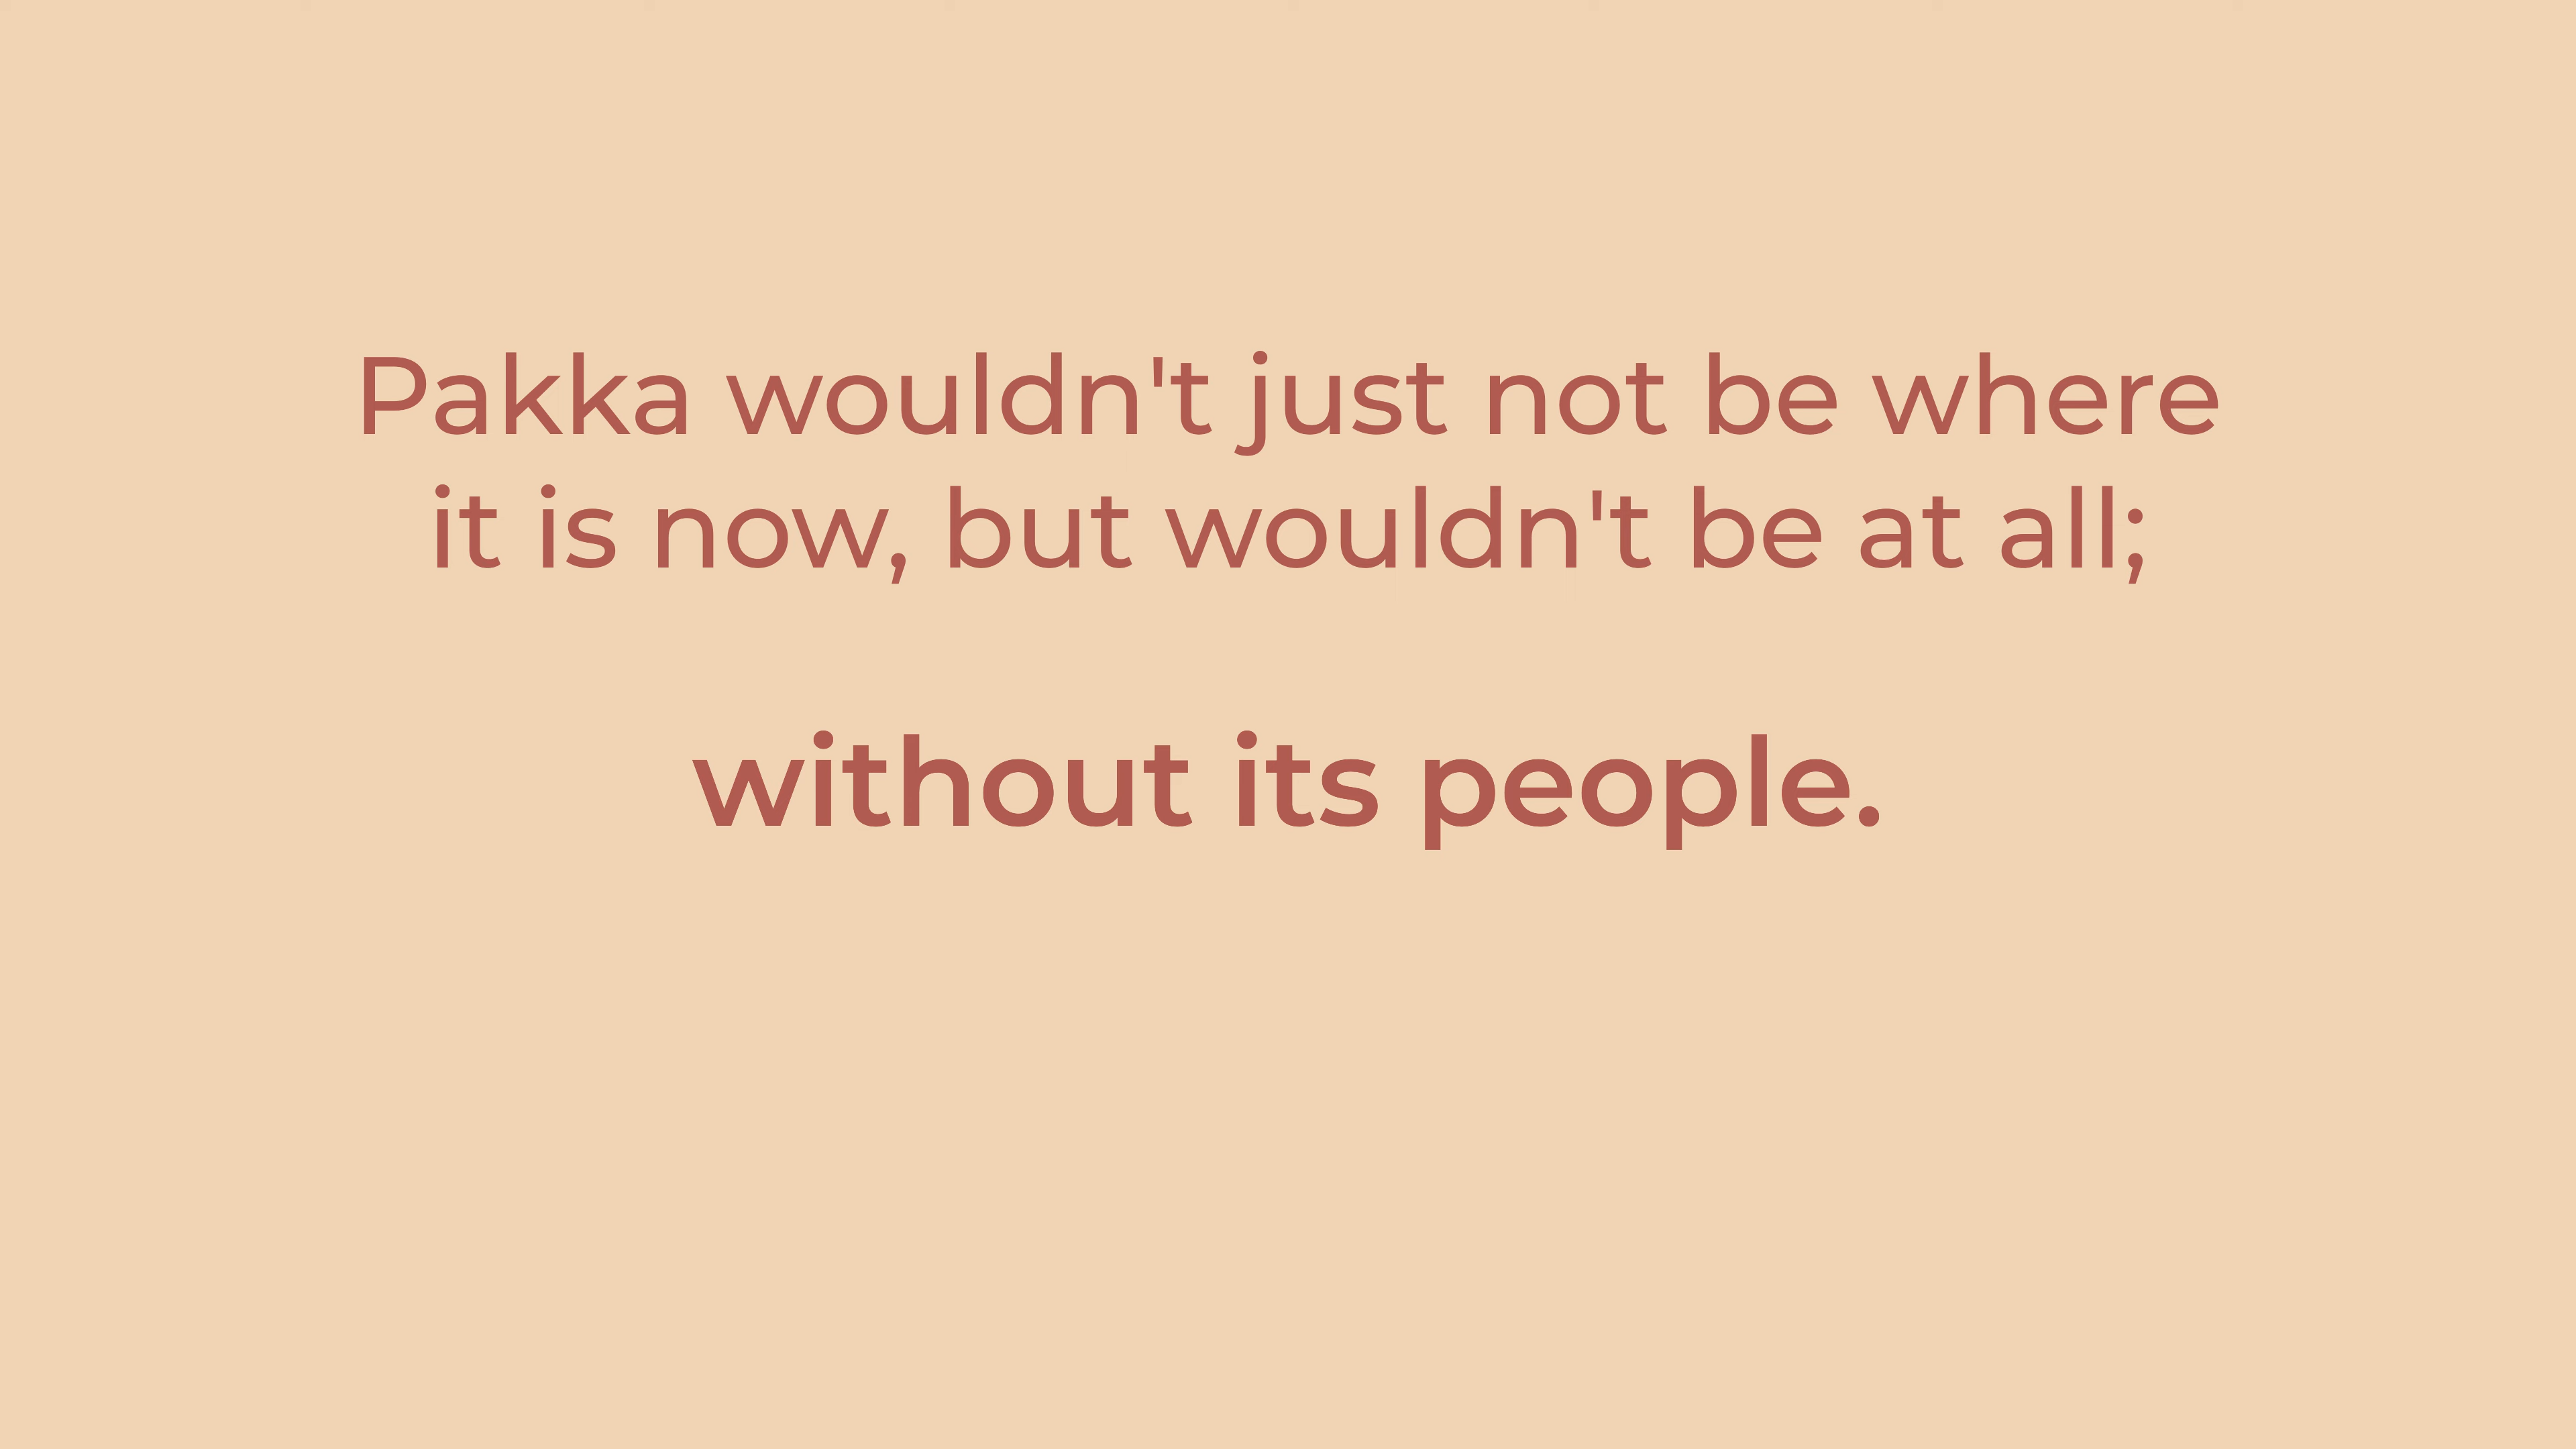 Pakka wouldn't just not be where
it is now, but wouldn't be at all;
without its people.